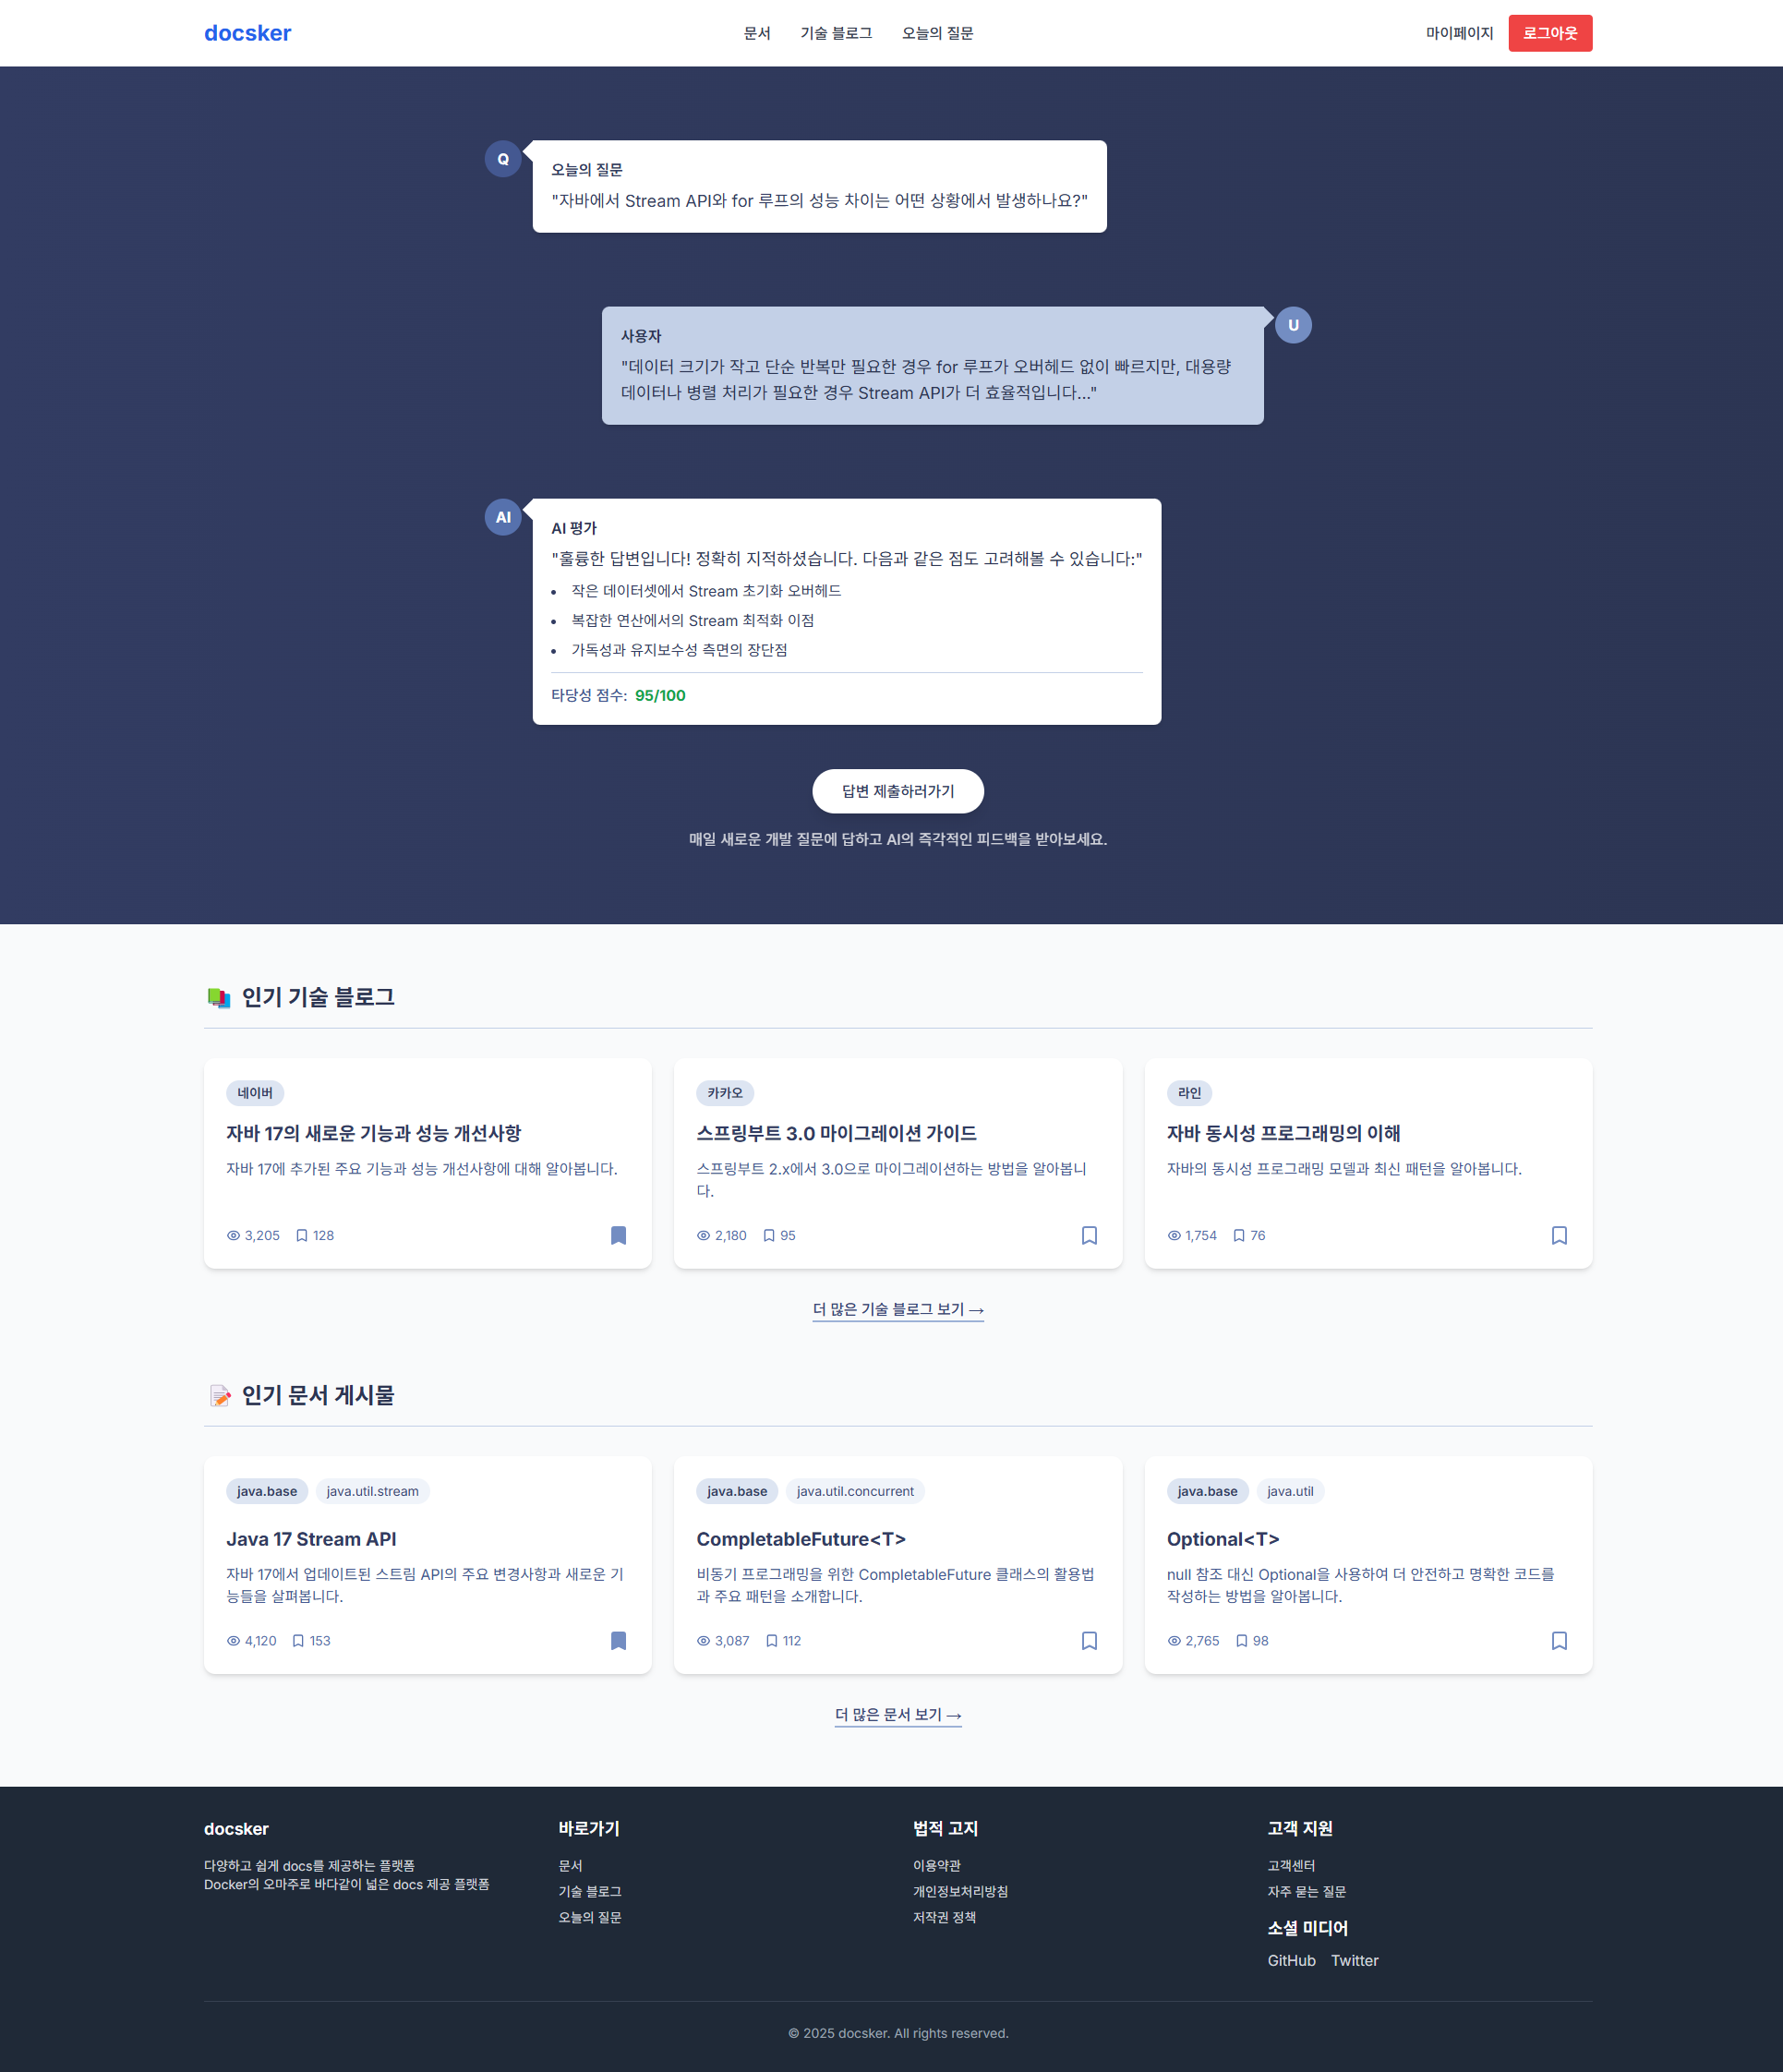 docsker
문서 기술 블로그 오늘의 질문
마이페이지 로그아웃
Q
오늘의 질문
"자바에서 Stream API와 for 루프의 성능 차이는 어떤 상황에서 발생하나요?"
U
사용자
"데이터 크기가 작고 단순 반복만 필요한 경우 for 루프가 오버헤드 없이 빠르지만, 대용량
데이터나 병렬 처리가 필요한 경우 Stream API가 더 효율적입니다..."
AI
AI 평가
"훌륭한 답변입니다! 정확히 지적하셨습니다. 다음과 같은 점도 고려해볼 수 있습니다:"
• 작은 데이터셋에서 Stream 초기화 오버헤드
• 복잡한 연산에서의 Stream 최적화 이점
• 가독성과 유지보수성 측면의 장단점
타당성 점수: 95/100
답변 제출하러가기
매일 새로운 개발 질문에 답하고 AI의 즉각적인 피드백을 받아보세요.
인기 기술 블로그
네이버
자바 17의 새로운 기능과 성능 개선사항
자바 17에 추가된 주요 기능과 성능 개선사항에 대해 알아봅니다.
3,205 128
카카오
스프링부트 3.0 마이그레이션 가이드
스프링부트 2.x에서 3.0으로 마이그레이션하는 방법을 알아봅니
다.
2,180 95
라인
자바 동시성 프로그래밍의 이해
자바의 동시성 프로그래밍 모델과 최신 패턴을 알아봅니다.
1,754 76
더 많은 기술 블로그 보기 →
인기 문서 게시물
java.base java.util.stream
Java 17 Stream API
자바 17에서 업데이트된 스트림 API의 주요 변경사항과 새로운 기
능들을 살펴봅니다.
4,120 153
java.base java.util.concurrent
CompletableFuture<T>
비동기 프로그래밍을 위한 CompletableFuture 클래스의 활용법
과 주요 패턴을 소개합니다.
3,087 112
java.base java.util
Optional<T>
null 참조 대신 Optional을 사용하여 더 안전하고 명확한 코드를
작성하는 방법을 알아봅니다.
2,765 98
더 많은 문서 보기 →
docsker
다양하고 쉽게 docs를 제공하는 플랫폼
Docker의 오마주로 바다같이 넓은 docs 제공 플랫폼
바로가기
문서
기술 블로그
오늘의 질문
법적 고지
이용약관
개인정보처리방침
저작권 정책
고객 지원
고객센터
자주 묻는 질문
소셜 미디어
GitHub Twitter
© 2025 docsker. All rights reserved.